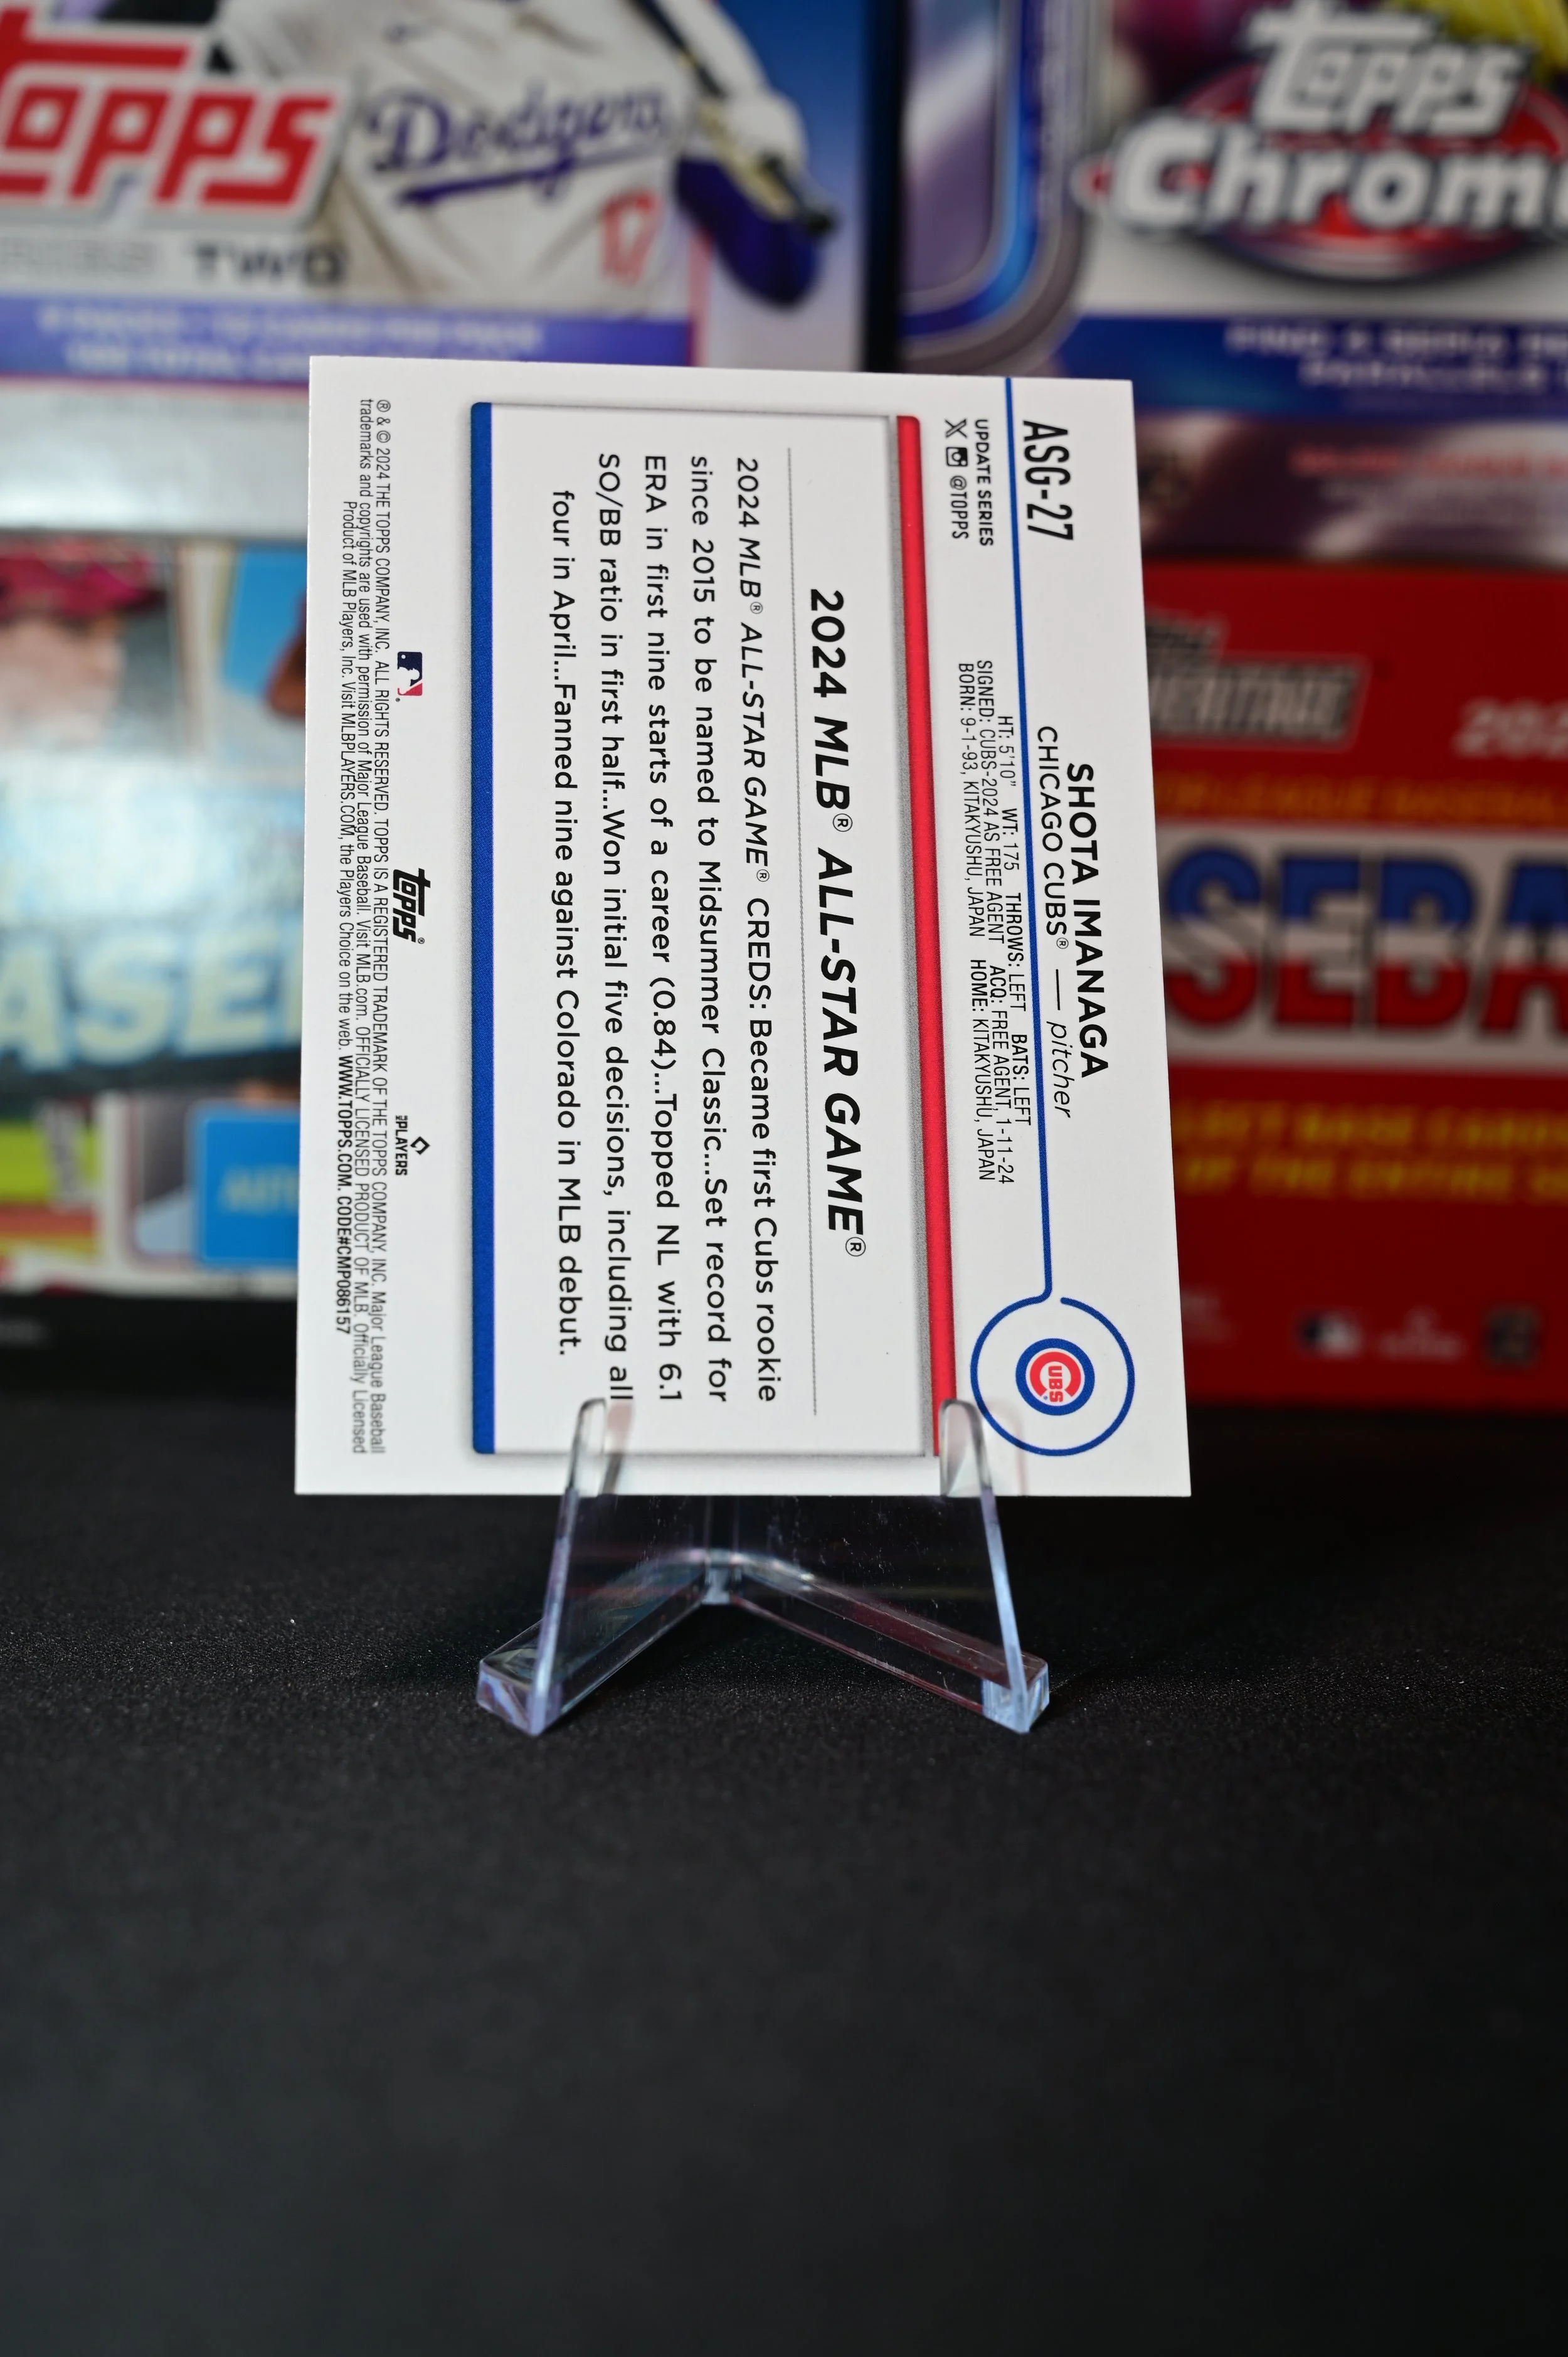 TOPPS
Dodgers
17
TWO
Topps
Chrome
ASG-27
UPDATE SERIES
@TOPPS
SHOTA IMANAGA
CHICAGO CUBS® — pitcher
HT: 5'10" WT: 175 THROWS: LEFT BATS: LEFT
SIGNED: CUBS-2024 AS FREE AGENT ACQ: FREE AGENT, 1-11-24
BORN: 9-1-93, KITAKYUSHU, JAPAN HOME: KITAKYUSHU, JAPAN
CUBS
2024 MLB® ALL-STAR GAME®
2024 MLB® ALL-STAR GAME® CREDS: Became first Cubs rookie
since 2015 to be named to Midsummer Classic...Set record for
ERA in first nine starts of a career (0.84)...Topped NL with 6.1
SO/BB ratio in first half...Won initial five decisions, including all
four in April...Fanned nine against Colorado in MLB debut.
topps®
PLAYERS
® & © 2024 THE TOPPS COMPANY, INC. ALL RIGHTS RESERVED. TOPPS IS A REGISTERED TRADEMARK OF THE TOPPS COMPANY, INC. Major League Baseball
trademarks and copyrights are used with permission of Major League Baseball. Visit MLB.com. OFFICIALLY LICENSED PRODUCT OF MLB. Officially Licensed
Product of MLB Players, Inc. Visit MLBPLAYERS.COM, the Players Choice on the web. WWW.TOPPS.COM. CODE#CMP086157